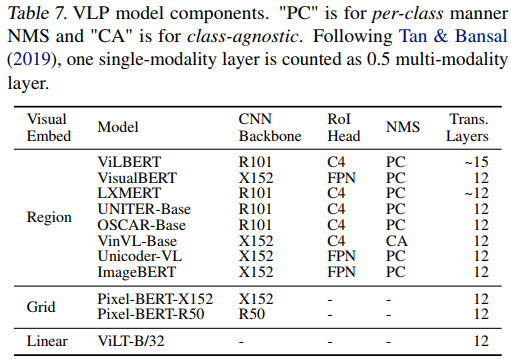 Table 7. VLP model components. "PC" is for per-class manner
NMS and "CA" is for class-agnostic. Following Tan & Bansal
(2019), one single-modality layer is counted as 0.5 multi-modality
layer.
Visual Embed Model CNN Backbone RoI Head NMS Trans. Layers
Region
ViLBERT R101 C4 PC ~15
VisualBERT X152 FPN PC 12
LXMERT R101 C4 PC ~12
UNITER-Base R101 C4 PC 12
OSCAR-Base R101 C4 PC 12
VinVL-Base X152 C4 CA 12
Unicoder-VL X152 FPN PC 12
ImageBERT X152 FPN PC 12
Grid
Pixel-BERT-X152 X152 - - 12
Pixel-BERT-R50 R50 - - 12
Linear ViLT-B/32 - - - 12